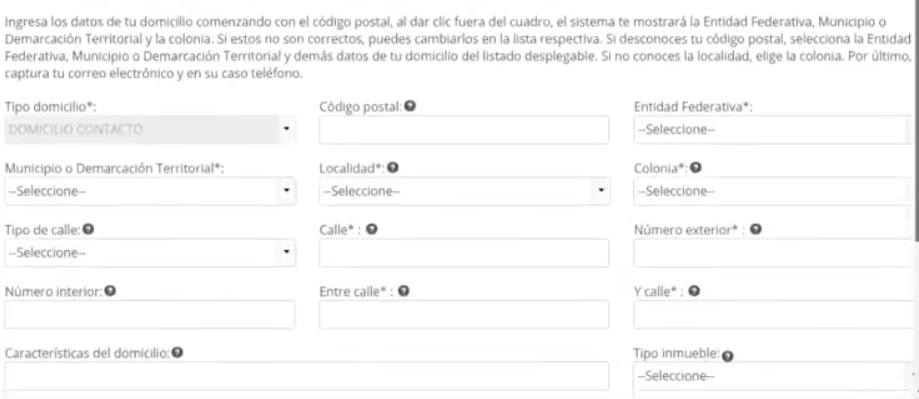 Ingresa los datos de tu domicilio comenzando con el código postal, al dar clic fuera del cuadro, el sistema te mostrará la Entidad Federativa, Municipio o
Demarcación Territorial y la colonia. Si estos no son correctos, puedes cambiarlos en la lista respectiva. Si desconoces tu código postal, selecciona la Entidad
Federativa, Municipio o Demarcación Territorial y demás datos de tu domicilio del listado desplegable. Si no conoces la localidad, elige la colonia. Por último,
captura tu correo electrónico y en su caso teléfono.
Tipo domicilio*: Código postal: Entidad Federativa*:
DOMICILIO CONTACTO --Seleccione--
Municipio o Demarcación Territorial*: Localidad*: Colonia*:
--Seleccione-- --Seleccione-- --Seleccione--
Tipo de calle: Calle* : Número exterior* :
--Seleccione--
Número interior: Entre calle* : Y calle* :
Características del domicilio: Tipo inmueble:
--Seleccione--